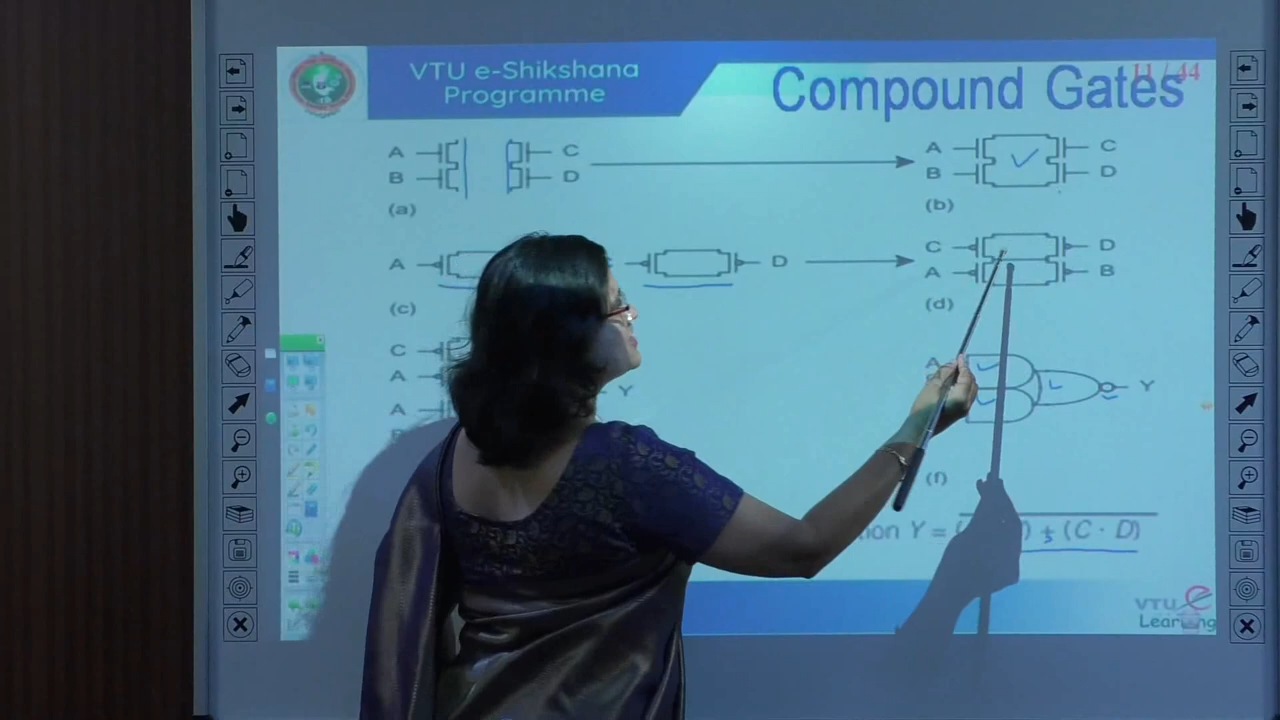 VTU e-Shikshana
Programme
Compound Gates
11 / 44
A
B
C
D
A
B
C
D
(a)
(b)
A
D
C
A
D
B
(c)
(d)
C
A
A
Y
A
Y
(f)
Y = ( ) + (C · D)
VTU e
Learning